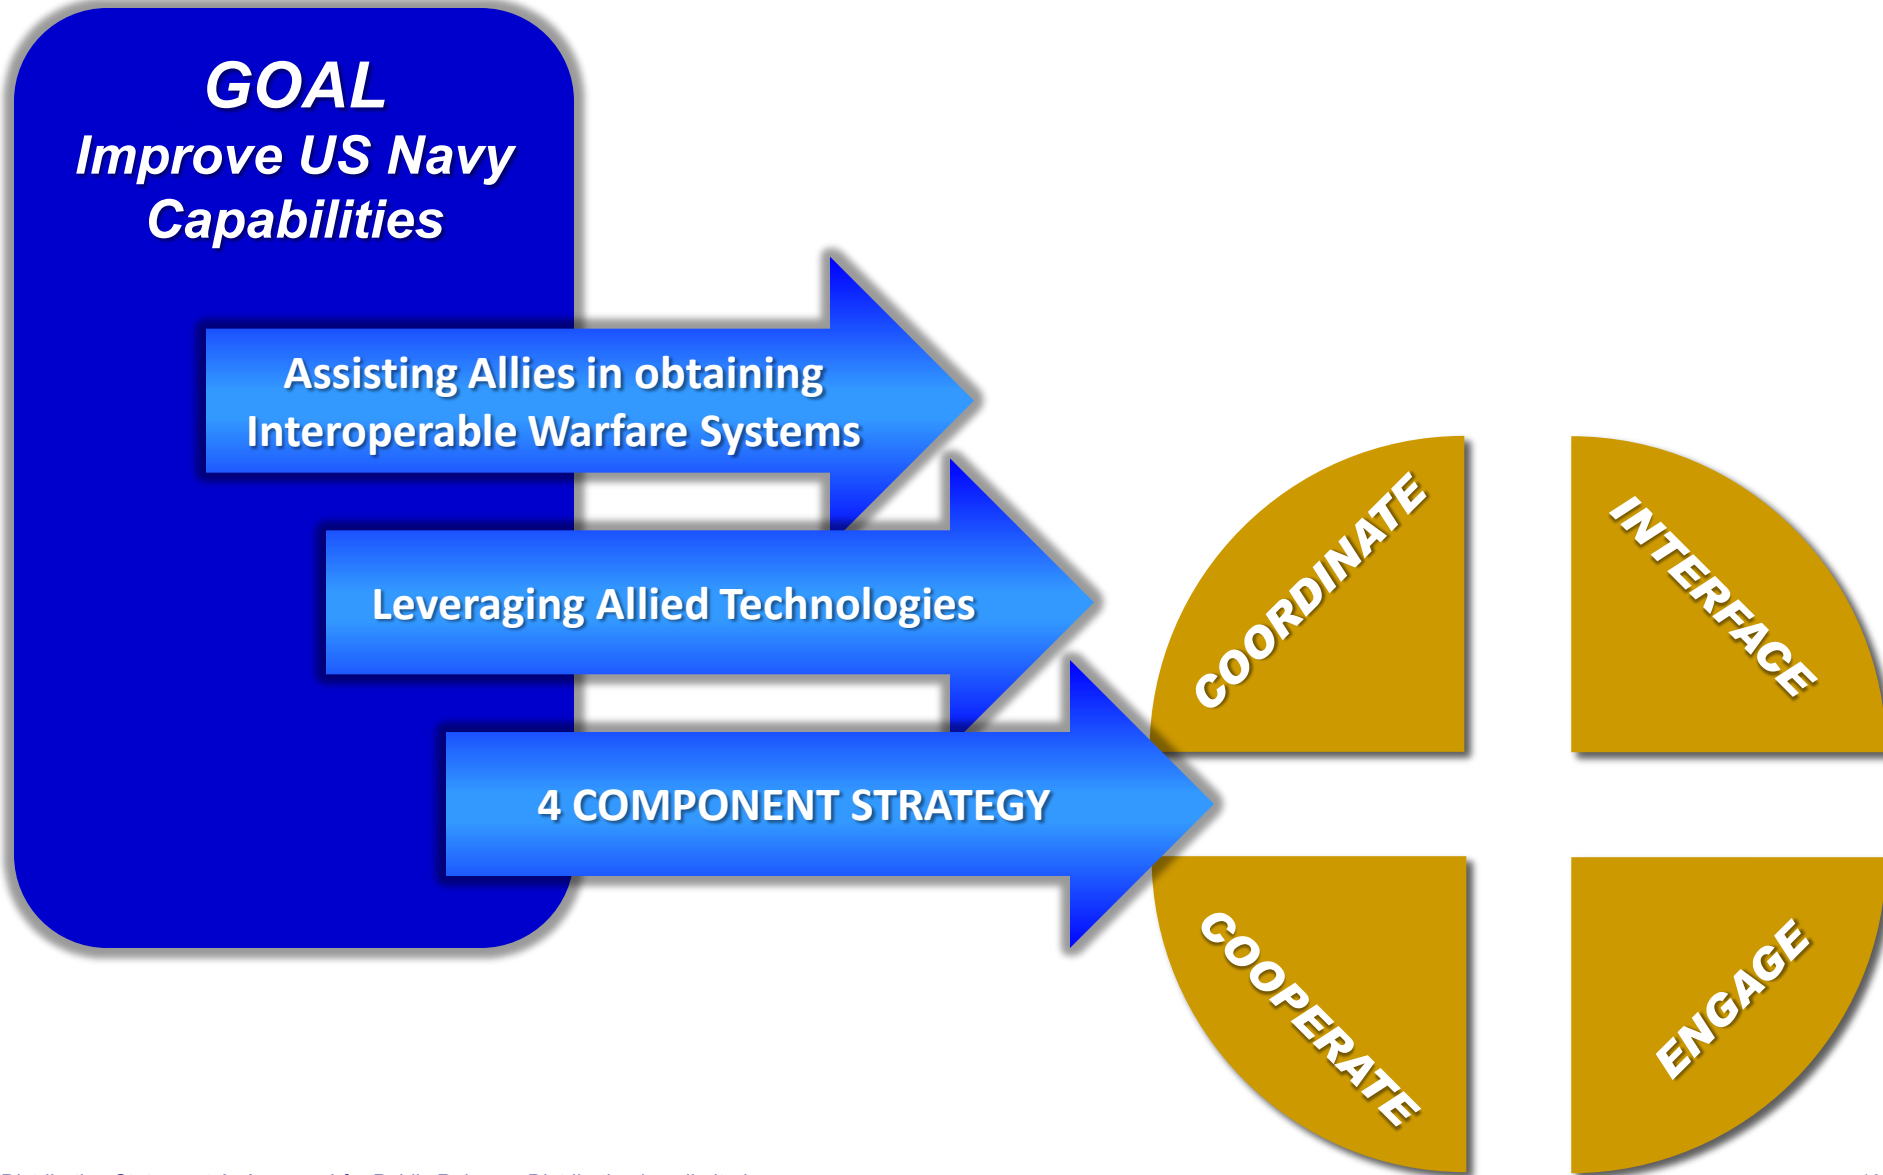 GOAL
Improve US Navy
Capabilities
Assisting Allies in obtaining
Interoperable Warfare Systems
Leveraging Allied Technologies
4 COMPONENT STRATEGY
COORDINATE
INTERFACE
COOPERATE
ENGAGE